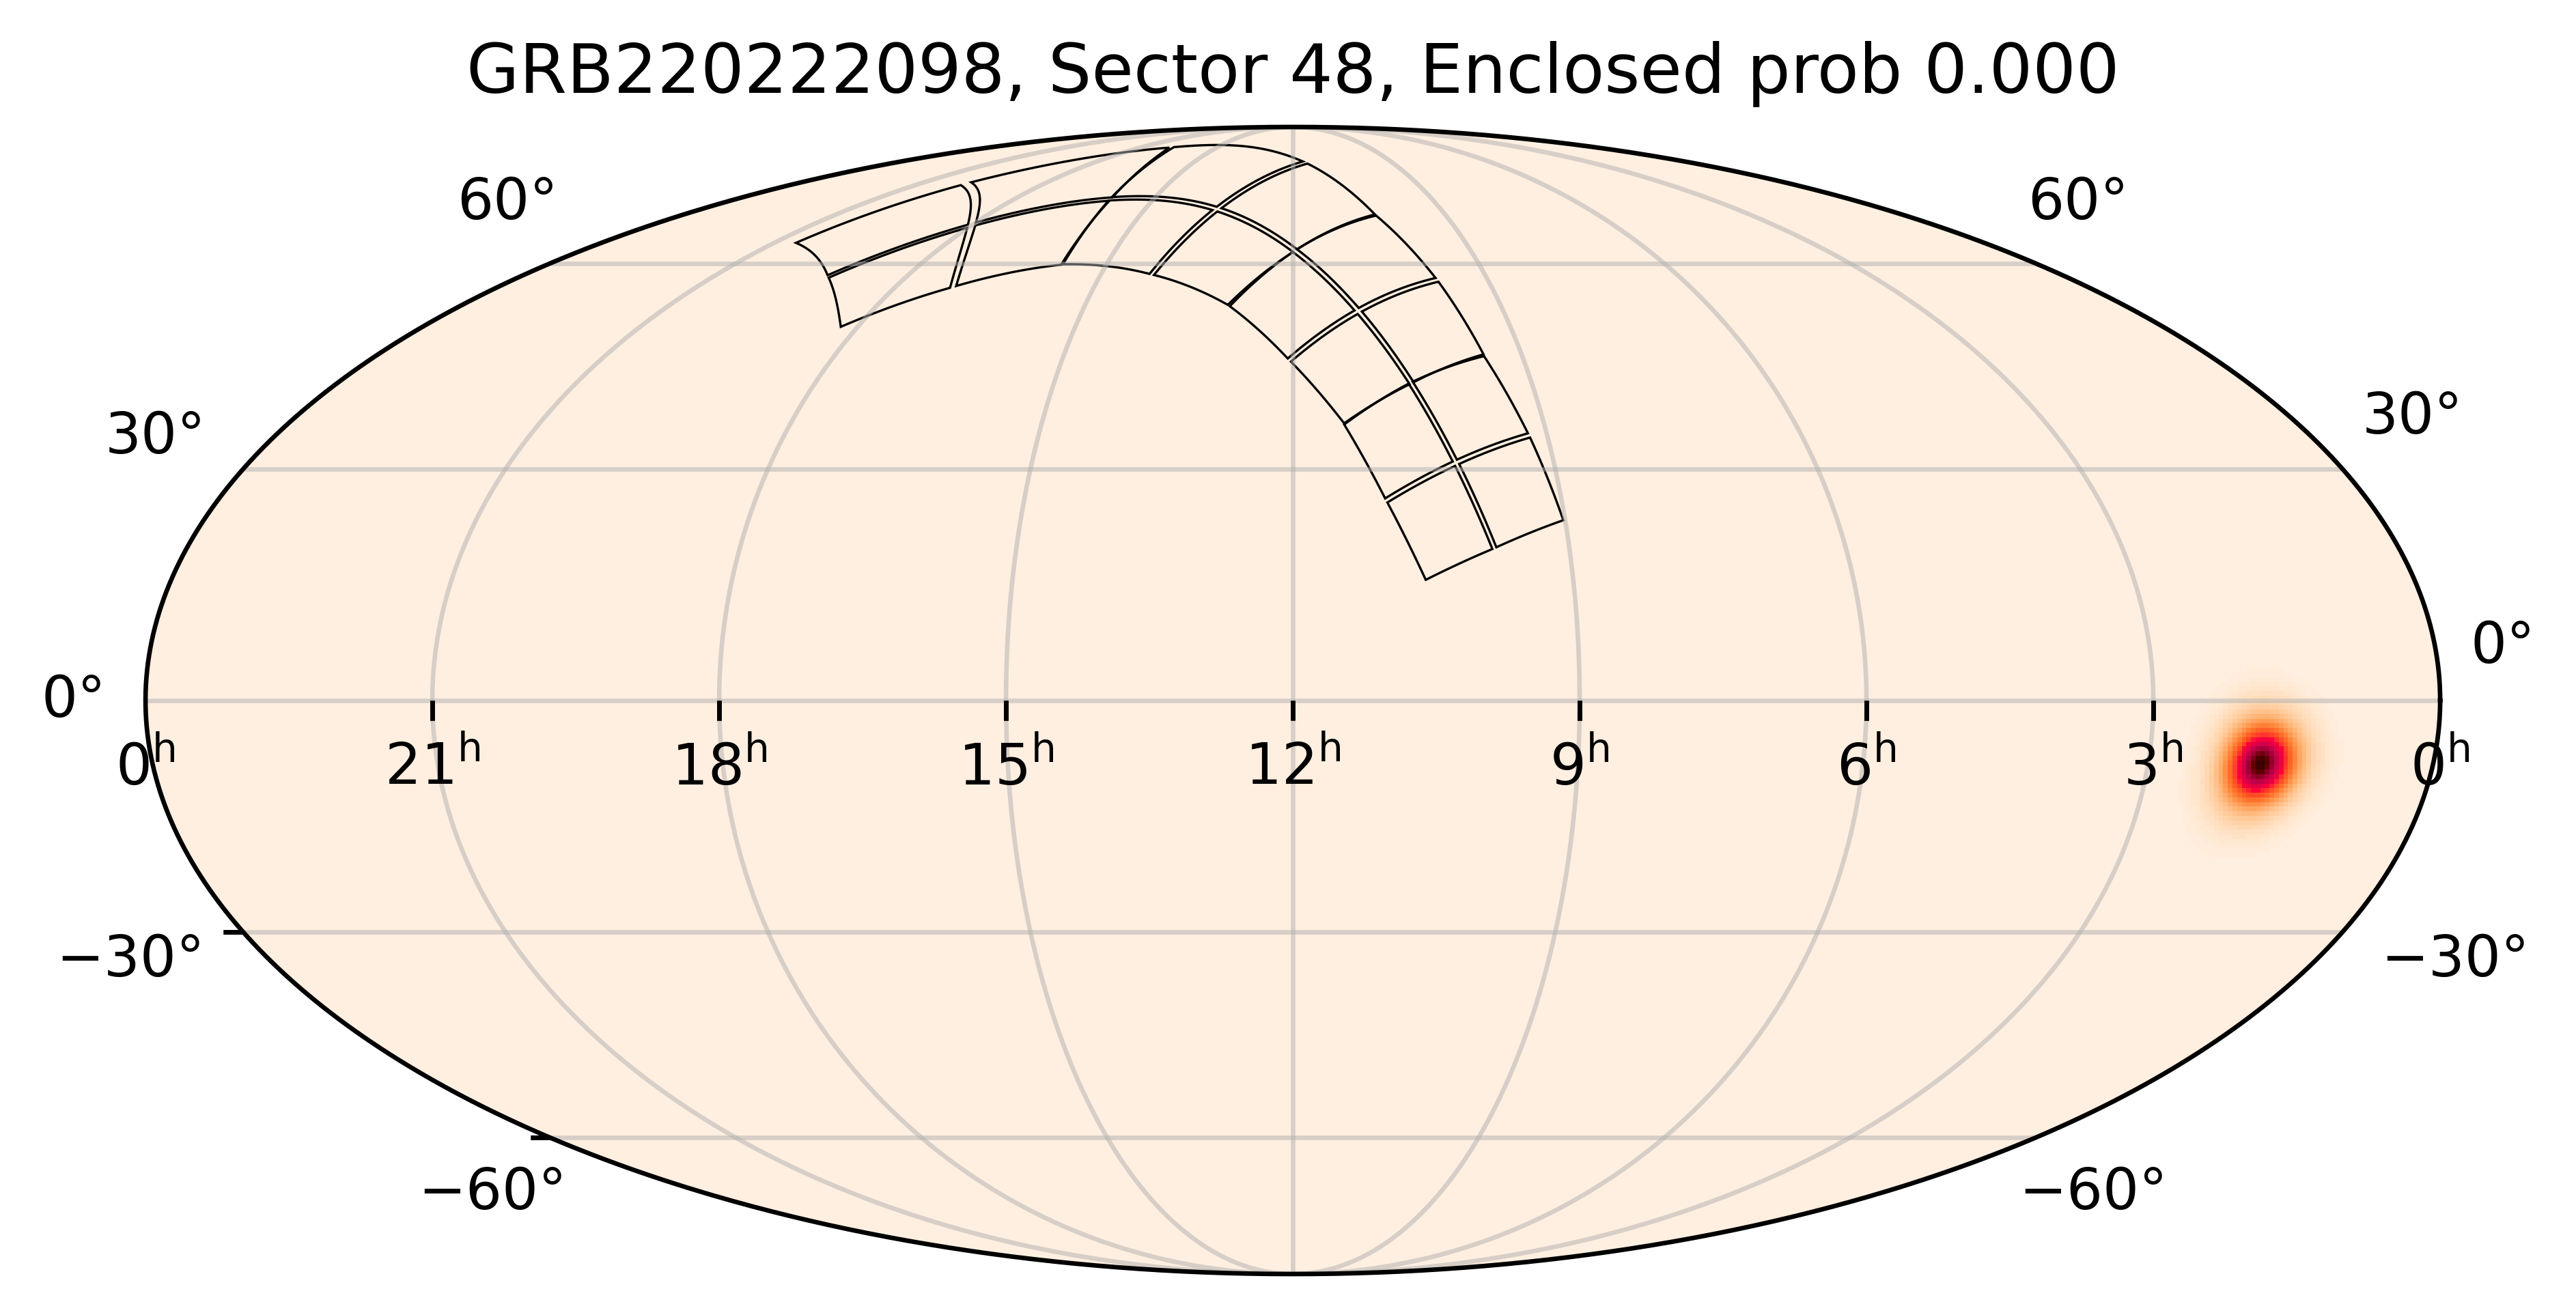 GRB220222098, Sector 48, Enclosed prob 0.000
60° 60°
30° 30°
0° 0°
0h 21h 18h 15h 12h 9h 6h 3h 0h
−30° −30°
−60° −60°